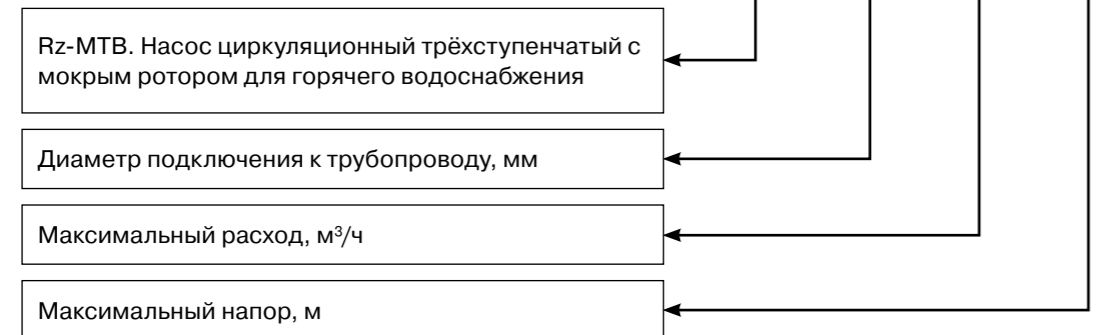 Rz-MTB. Насос циркуляционный трёхступенчатый с
мокрым ротором для горячего водоснабжения
Диаметр подключения к трубопроводу, мм
Максимальный расход, м³/ч
Максимальный напор, м